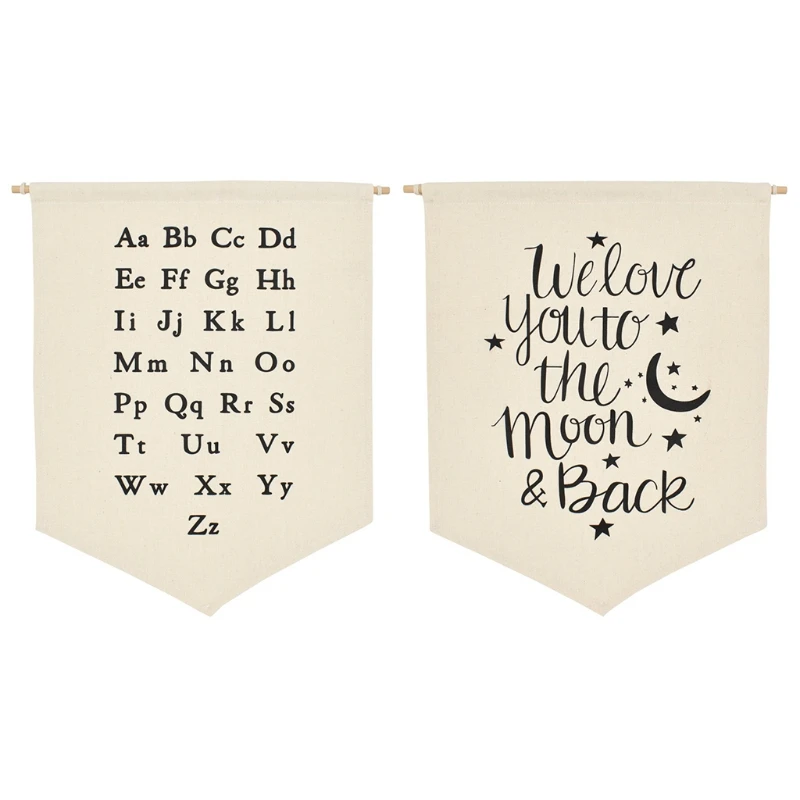 Aa Bb Cc Dd
Ee Ff Gg Hh
Ii Jj Kk Ll
Mm Nn Oo
Pp Qq Rr Ss
Tt Uu Vv
Ww Xx Yy
Zz
We love
you to
the
moon
& Back